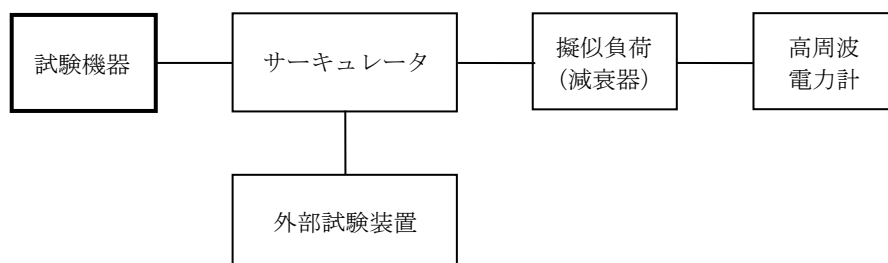 試験機器
サーキュレータ
擬似負荷
（減衰器）
高周波
電力計
外部試験装置